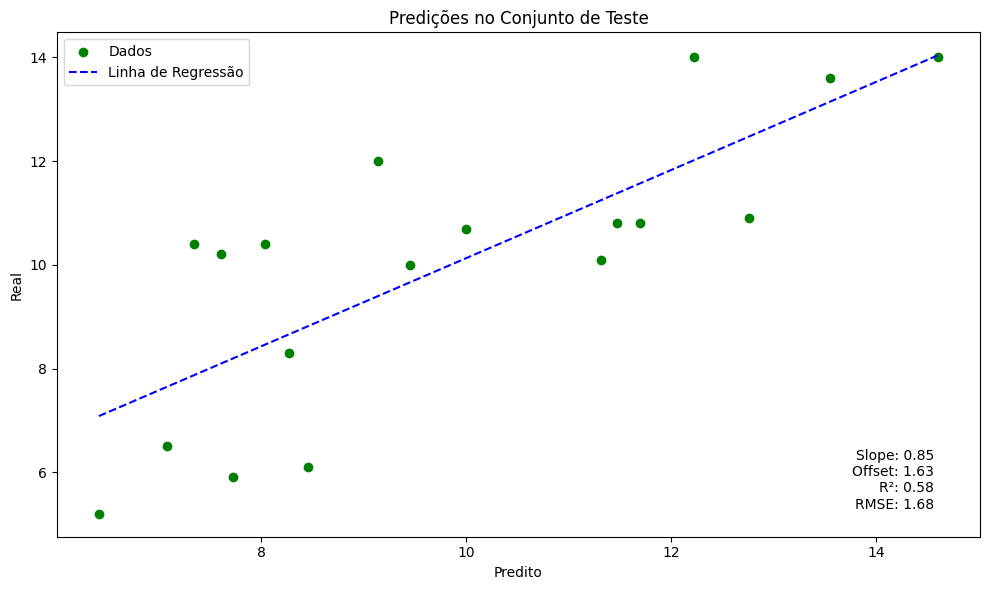 Predições no Conjunto de Teste
Dados
Linha de Regressão
14
12
10
8
6
Real
Slope: 0.85
Offset: 1.63
R²: 0.58
RMSE: 1.68
8
10
12
14
Predito